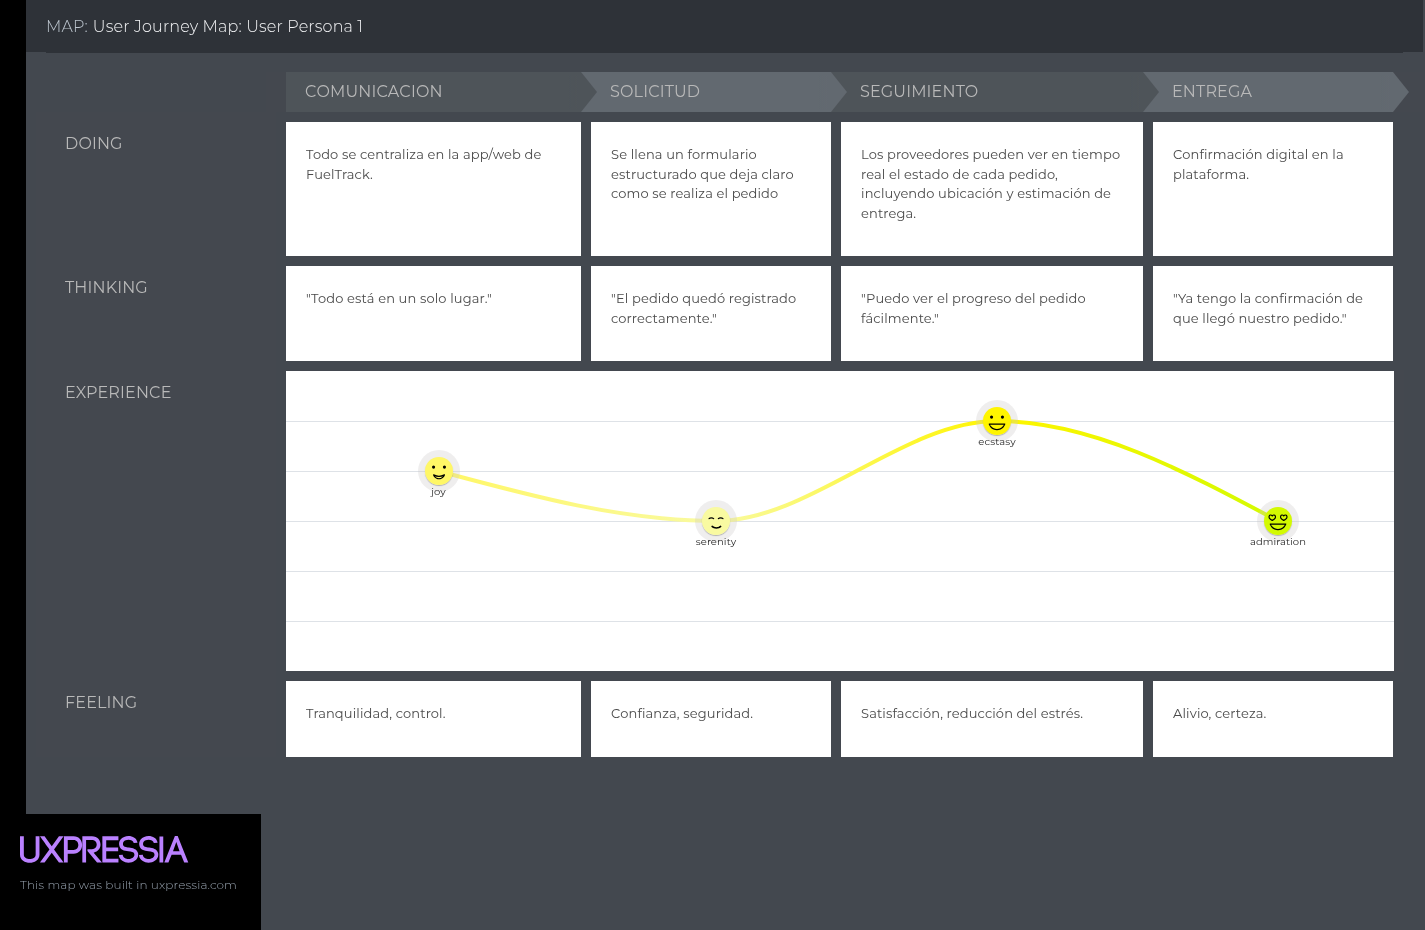 MAP: User Journey Map: User Persona 1
COMUNICACION
SOLICITUD
SEGUIMIENTO
ENTREGA
DOING
Todo se centraliza en la app/web de
FuelTrack.
Se llena un formulario
estructurado que deja claro
como se realiza el pedido
Los proveedores pueden ver en tiempo
real el estado de cada pedido,
incluyendo ubicación y estimación de
entrega.
Confirmación digital en la
plataforma.
THINKING
"Todo está en un solo lugar."
"El pedido quedó registrado
correctamente."
"Puedo ver el progreso del pedido
fácilmente."
"Ya tengo la confirmación de
que llegó nuestro pedido."
EXPERIENCE
joy
serenity
ecstasy
admiration
FEELING
Tranquilidad, control.
Confianza, seguridad.
Satisfacción, reducción del estrés.
Alivio, certeza.
UXPRESSIA
This map was built in uxpressia.com